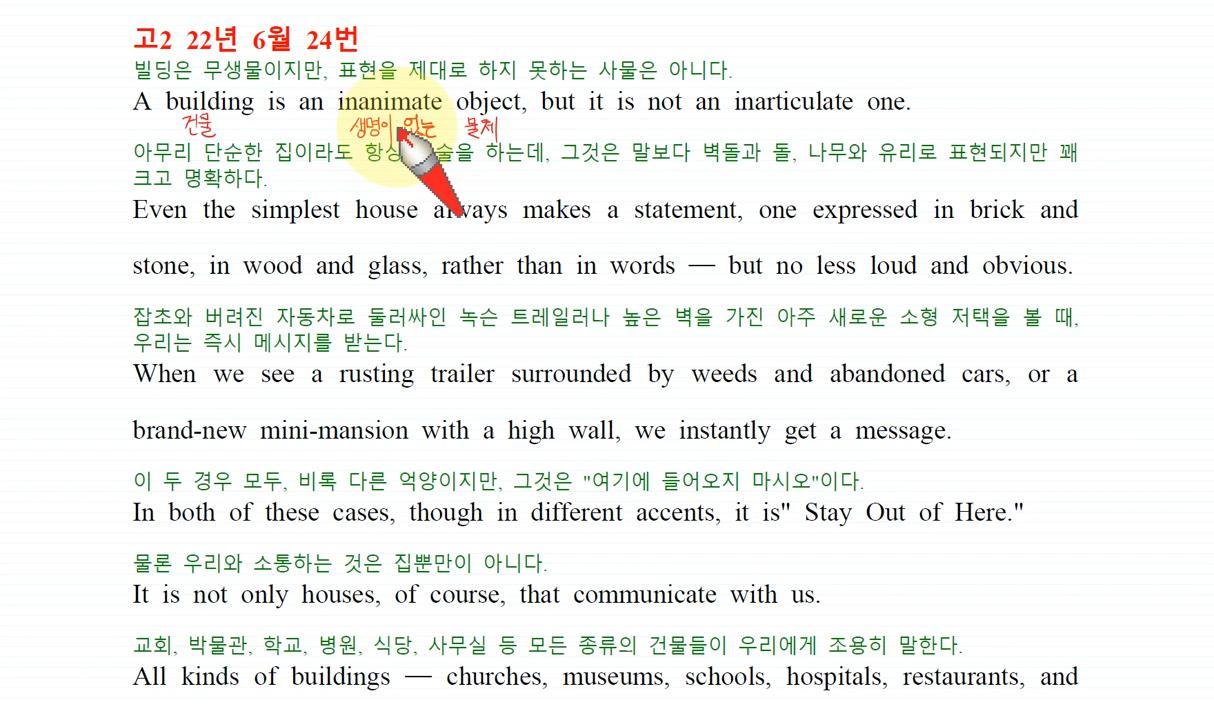 고2 22년 6월 24번
빌딩은 무생물이지만, 표현을 제대로 하지 못하는 사물은 아니다.
A building is an inanimate object, but it is not an inarticulate one.
건물 생명이 없는 물체
아무리 단순한 집이라도 항상 술을 하는데, 그것은 말보다 벽돌과 돌, 나무와 유리로 표현되지만 꽤
크고 명확하다.
Even the simplest house always makes a statement, one expressed in brick and
stone, in wood and glass, rather than in words — but no less loud and obvious.
잡초와 버려진 자동차로 둘러싸인 녹슨 트레일러나 높은 벽을 가진 아주 새로운 소형 저택을 볼 때,
우리는 즉시 메시지를 받는다.
When we see a rusting trailer surrounded by weeds and abandoned cars, or a
brand-new mini-mansion with a high wall, we instantly get a message.
이 두 경우 모두, 비록 다른 억양이지만, 그것은 "여기에 들어오지 마시오"이다.
In both of these cases, though in different accents, it is" Stay Out of Here."
물론 우리와 소통하는 것은 집뿐만이 아니다.
It is not only houses, of course, that communicate with us.
교회, 박물관, 학교, 병원, 식당, 사무실 등 모든 종류의 건물들이 우리에게 조용히 말한다.
All kinds of buildings — churches, museums, schools, hospitals, restaurants, and